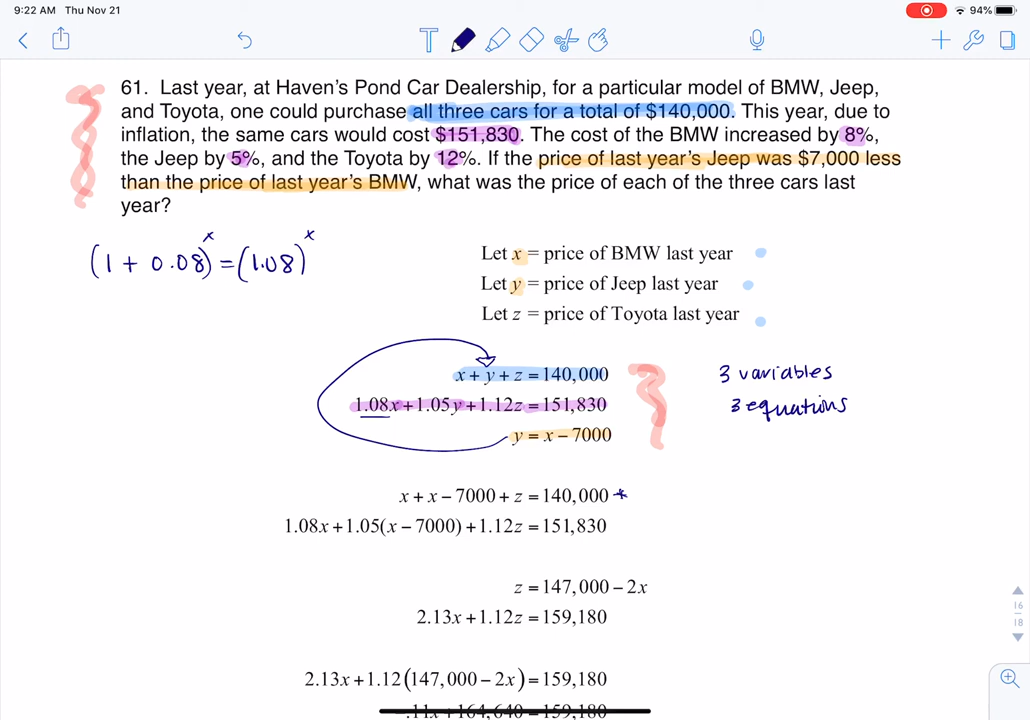 9:22 AM Thu Nov 21
94%
61. Last year, at Haven's Pond Car Dealership, for a particular model of BMW, Jeep,
and Toyota, one could purchase all three cars for a total of $140,000. This year, due to
inflation, the same cars would cost $151,830. The cost of the BMW increased by 8%,
the Jeep by 5%, and the Toyota by 12%. If the price of last year's Jeep was $7,000 less
than the price of last year's BMW, what was the price of each of the three cars last
year?
(1 + 0.08)^x = (1.08)^x
Let x = price of BMW last year
Let y = price of Jeep last year
Let z = price of Toyota last year
x + y + z = 140,000
3 variables
1.08x + 1.05y + 1.12z = 151,830
3 equations
y = x − 7000
x + x − 7000 + z = 140,000 *
1.08x + 1.05(x − 7000) + 1.12z = 151,830
z = 147,000 − 2x
2.13x + 1.12z = 159,180
2.13x + 1.12(147,000 − 2x) = 159,180
.11x + 164,640 = 159,180
16
18